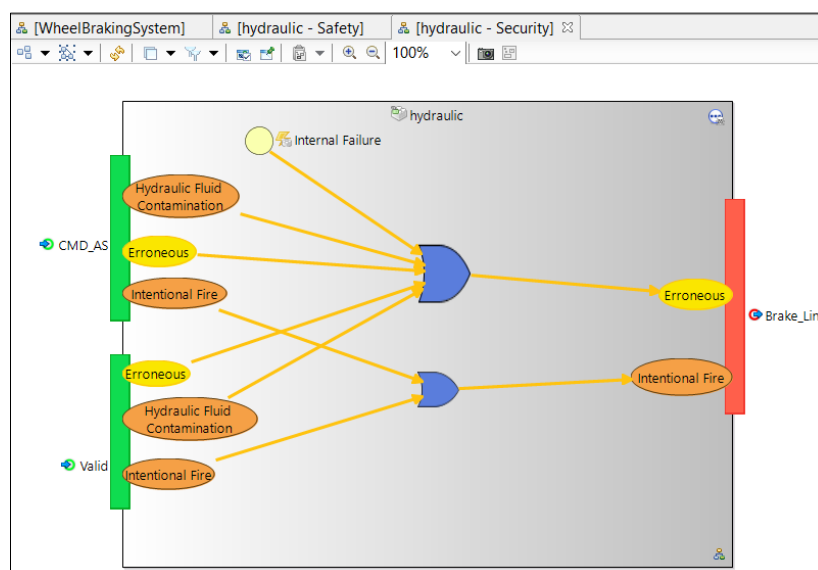 [WheelBrakingSystem] [hydraulic - Safety] [hydraulic - Security]
100%
hydraulic
Internal Failure
Hydraulic Fluid
Contamination
CMD_AS
Erroneous
Intentional Fire
Erroneous
Brake_Lin
Erroneous
Intentional Fire
Hydraulic Fluid
Contamination
Valid
Intentional Fire